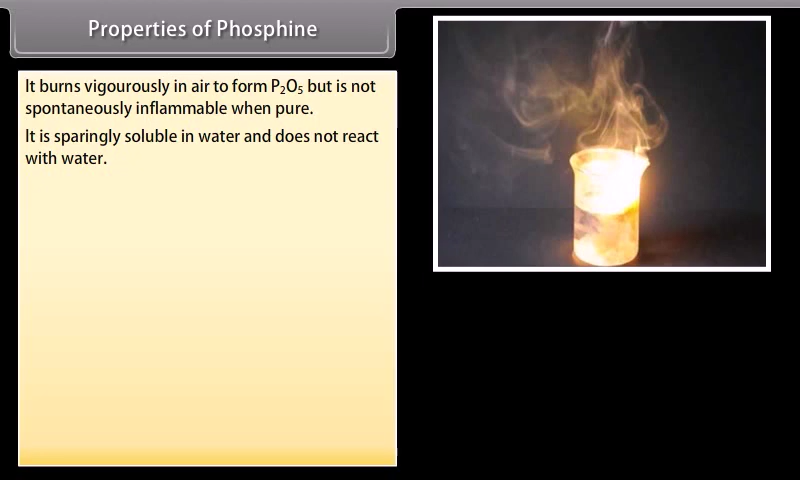 Properties of Phosphine
It burns vigourously in air to form P₂O₅ but is not
spontaneously inflammable when pure.
It is sparingly soluble in water and does not react
with water.